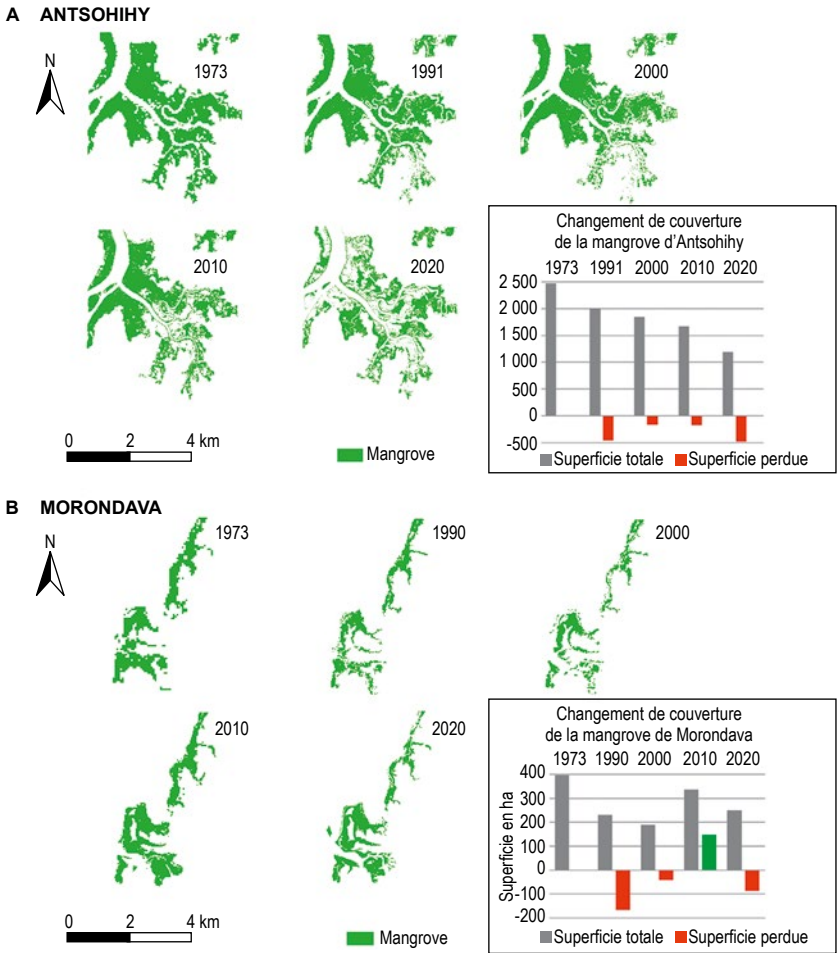 A ANTSOHIHY
N
1973
1991
2000
2010
2020
Changement de couverture
de la mangrove d'Antsohihy
1973 1991 2000 2010 2020
2 500
2 000
1 500
1 000
500
0
-500
Superficie totale Superficie perdue
0 2 4 km
Mangrove
B MORONDAVA
N
1973
1990
2000
2010
2020
Changement de couverture
de la mangrove de Morondava
1973 1990 2000 2010 2020
Superficie en ha
400
300
200
100
0
-100
-200
Superficie totale Superficie perdue
0 2 4 km
Mangrove